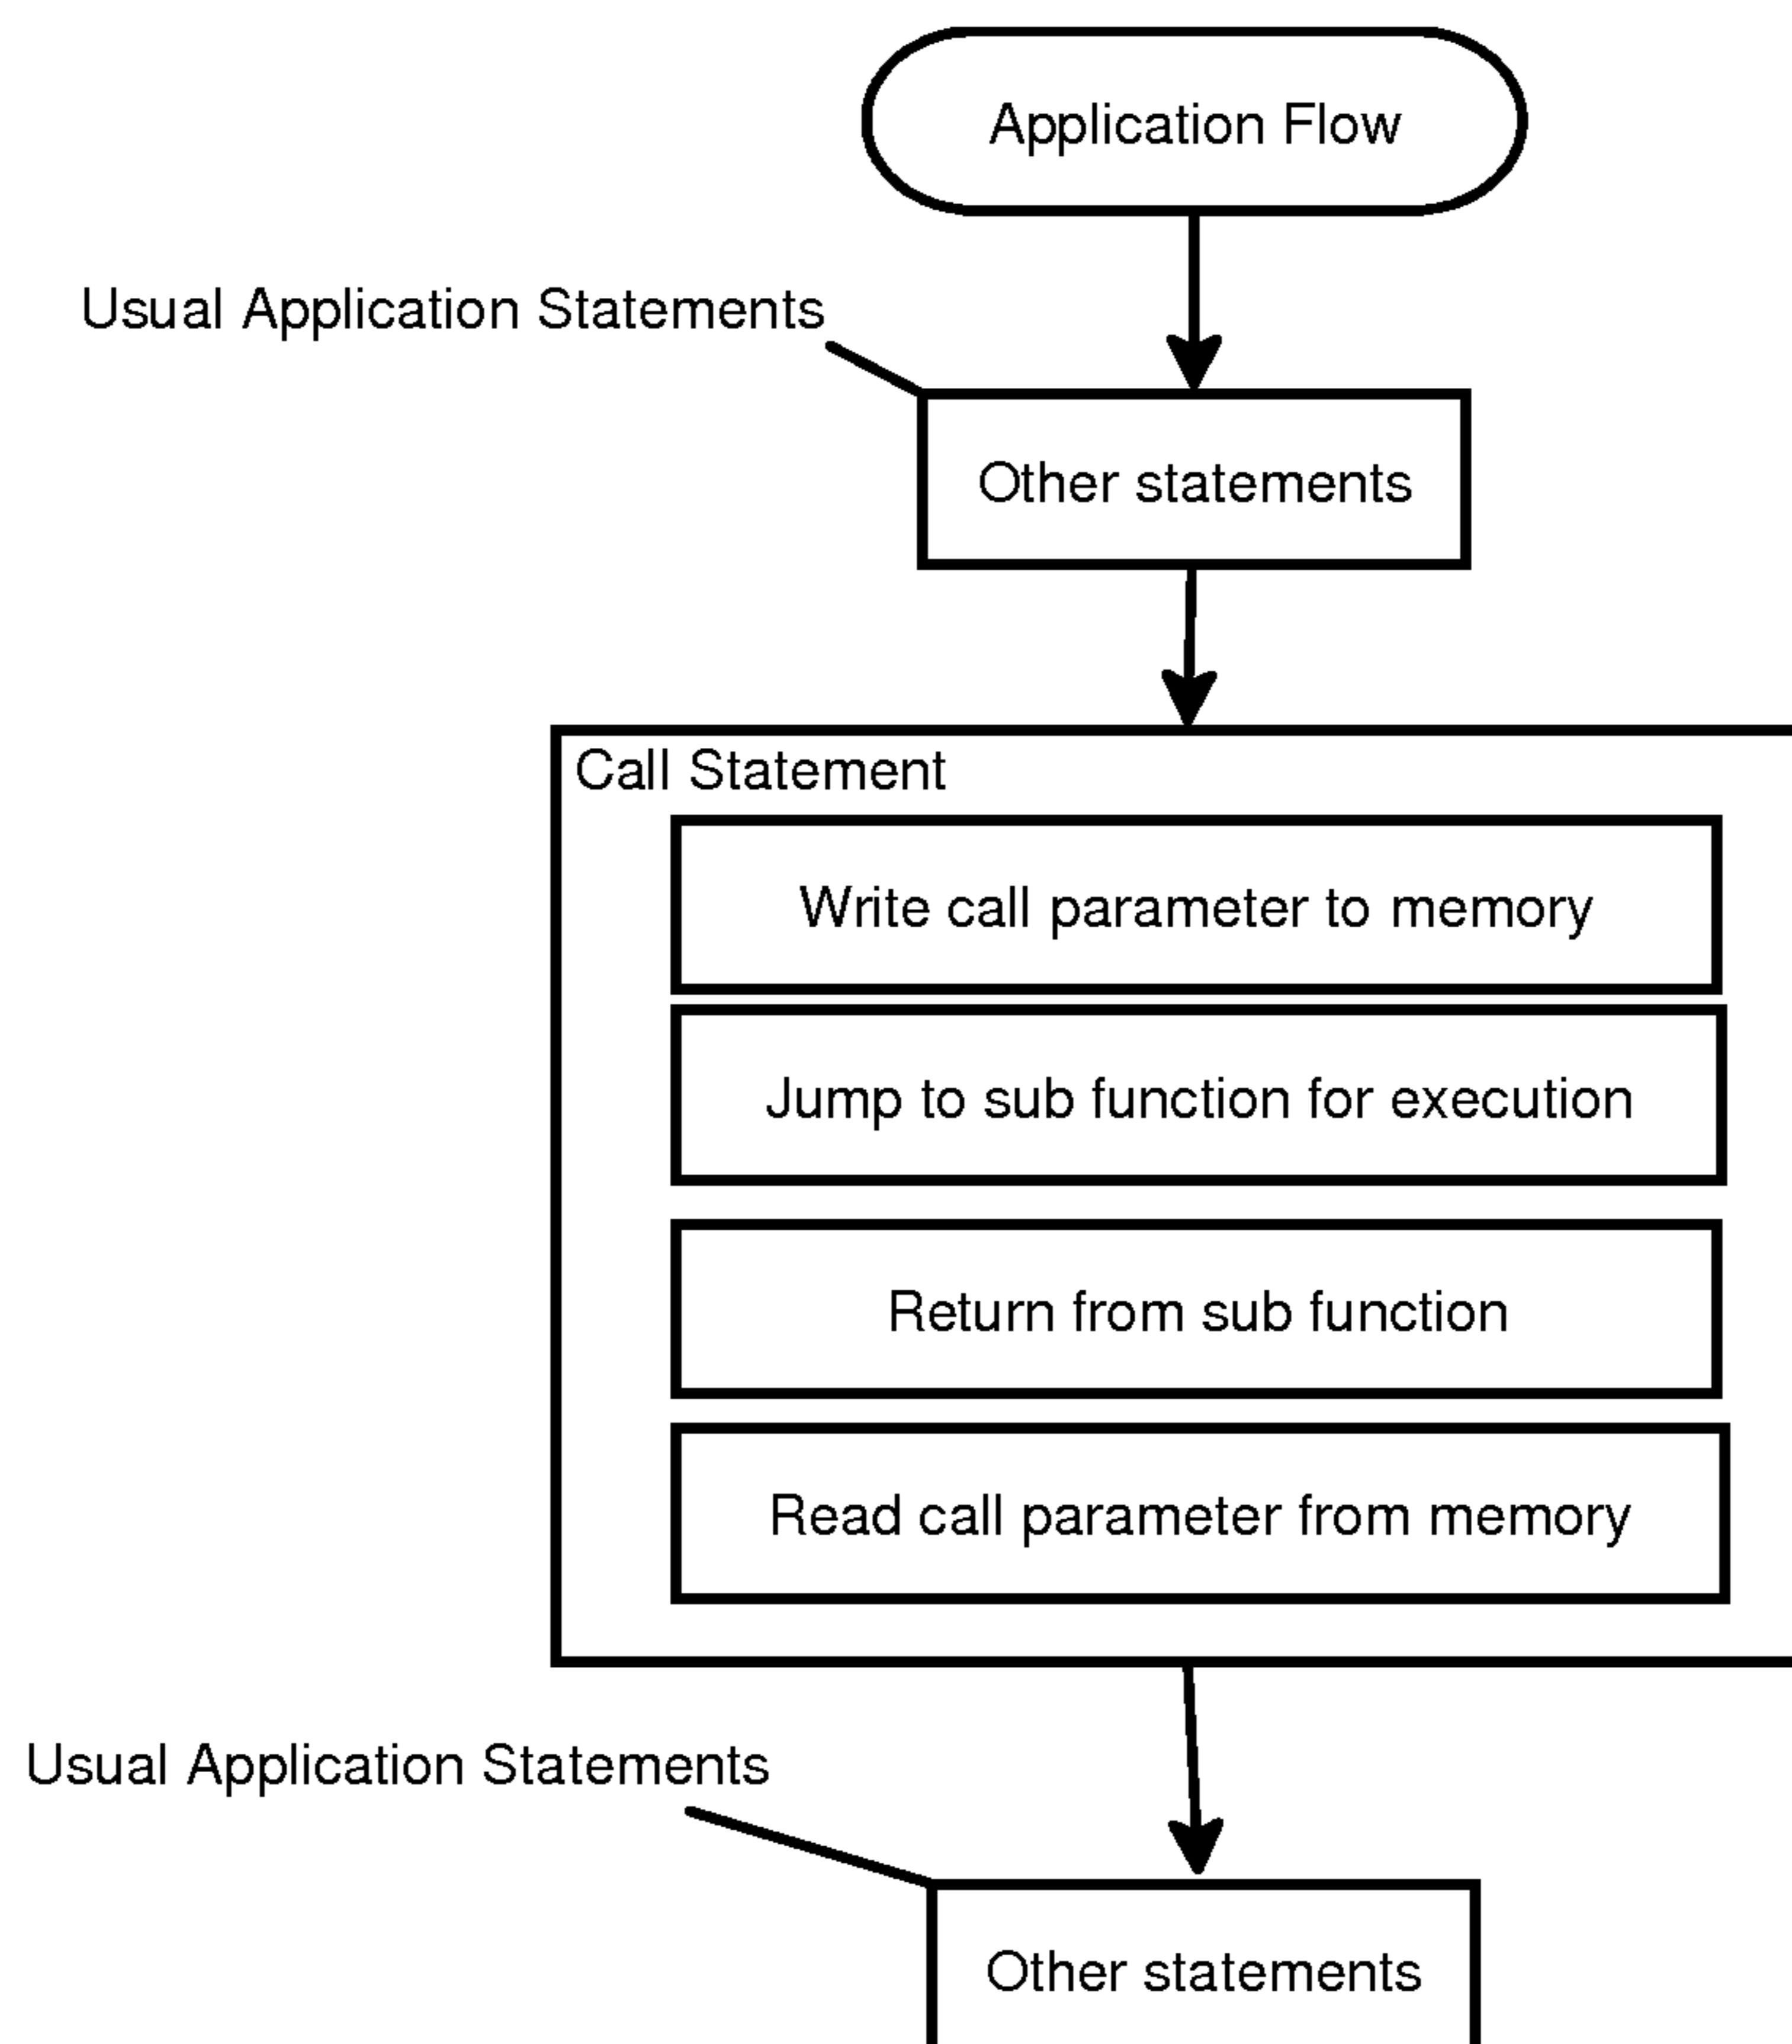 Application Flow
Usual Application Statements
Other statements
Call Statement
Write call parameter to memory
Jump to sub function for execution
Return from sub function
Read call parameter from memory
Usual Application Statements
Other statements